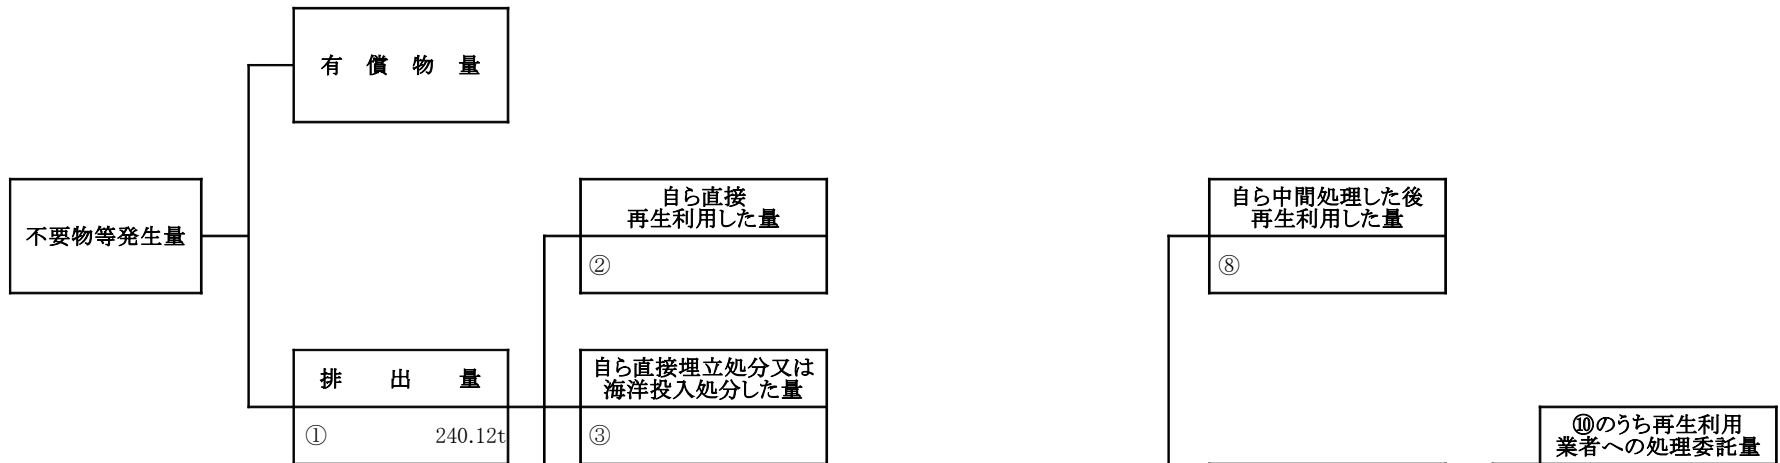 有 償 物 量
不要物等発生量
自ら直接
再生利用した量
②
自ら中間処理した後
再生利用した量
⑧
排 出 量
① 240.12t
自ら直接埋立処分又は
海洋投入処分した量
③
⑩のうち再生利用
業者への処理委託量